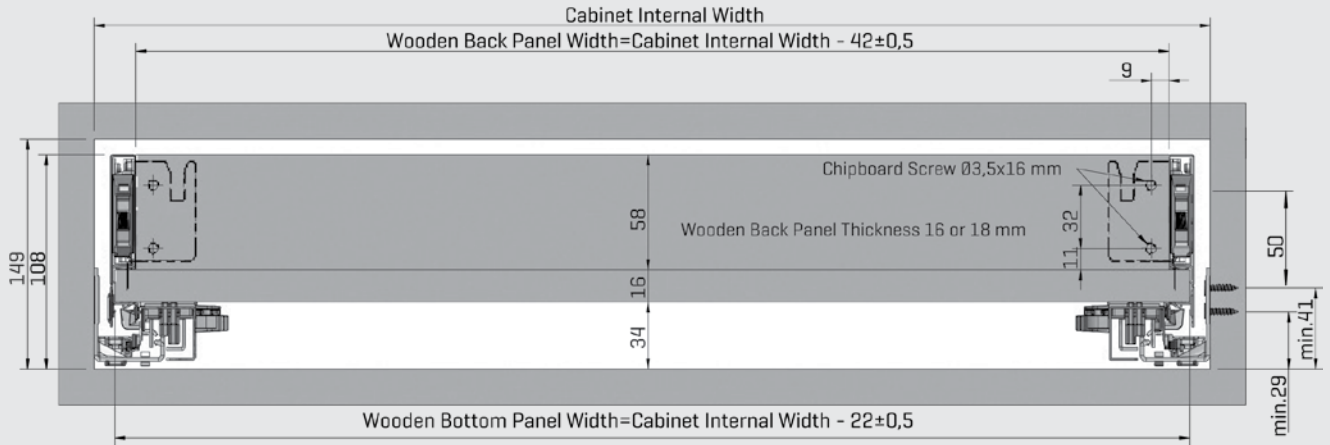 Cabinet Internal Width
Wooden Back Panel Width=Cabinet Internal Width - 42±0,5
9
Chipboard Screw Ø3,5x16 mm
58
32
Wooden Back Panel Thickness 16 or 18 mm
50
149
108
11
16
34
min.41
min.29
Wooden Bottom Panel Width=Cabinet Internal Width - 22±0,5